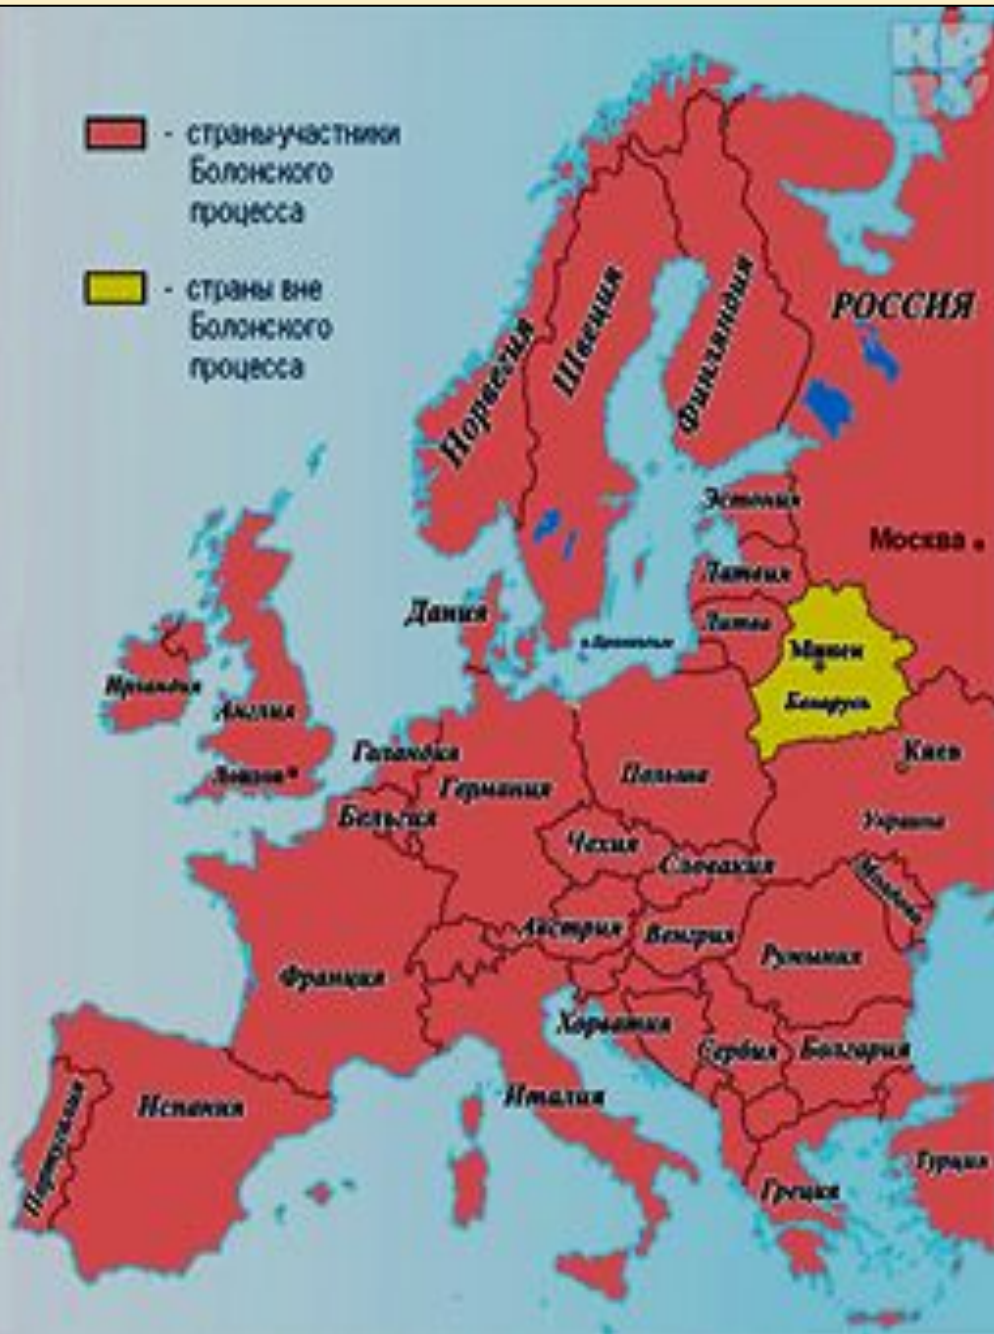 - страны-участники
Болонского
процесса
- страны вне
Болонского
процесса
РОССИЯ
Норвегия
Швеция
Финляндия
Эстония
Москва
Латвия
Дания
Литва
Минск
Ирландия
Англия
Беларусь
Киев
Лондон
Германия
Польша
Бельгия
Украина
Чехия
Словакия
Молдова
Австрия
Венгрия
Румыния
Франция
Хорватия
Сербия
Болгария
Италия
Испания
Португалия
Турция
Греция